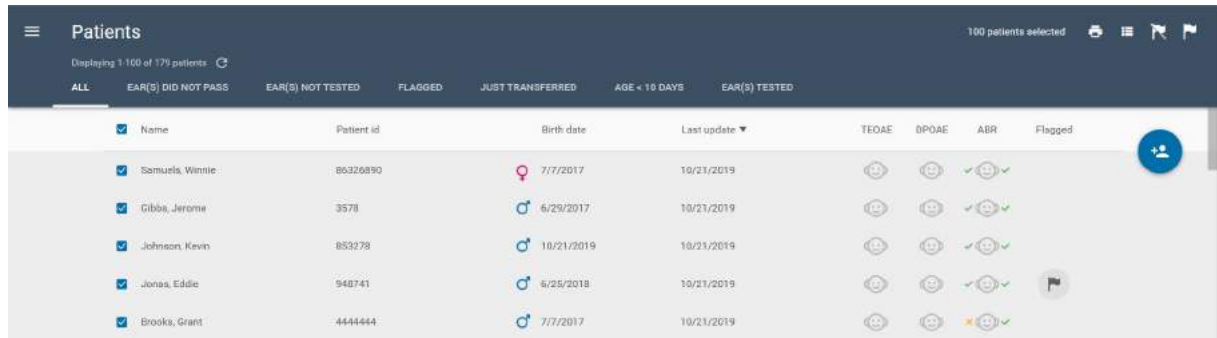 Patients
100 patients selected
Displaying 1-100 of 179 patients
ALL EAR(S) DID NOT PASS EAR(S) NOT TESTED FLAGGED JUST TRANSFERRED AGE < 10 DAYS EAR(S) TESTED
Name Patient id Birth date Last update ▼ TEOAE DPOAE ABR Flagged
Samuels, Winnie 86326890 7/7/2017 10/21/2019
Gibbs, Jerome 3578 6/29/2017 10/21/2019
Johnson, Kevin 853278 10/21/2019 10/21/2019
Jonas, Eddie 948741 6/25/2018 10/21/2019
Brooks, Grant 4444444 7/7/2017 10/21/2019